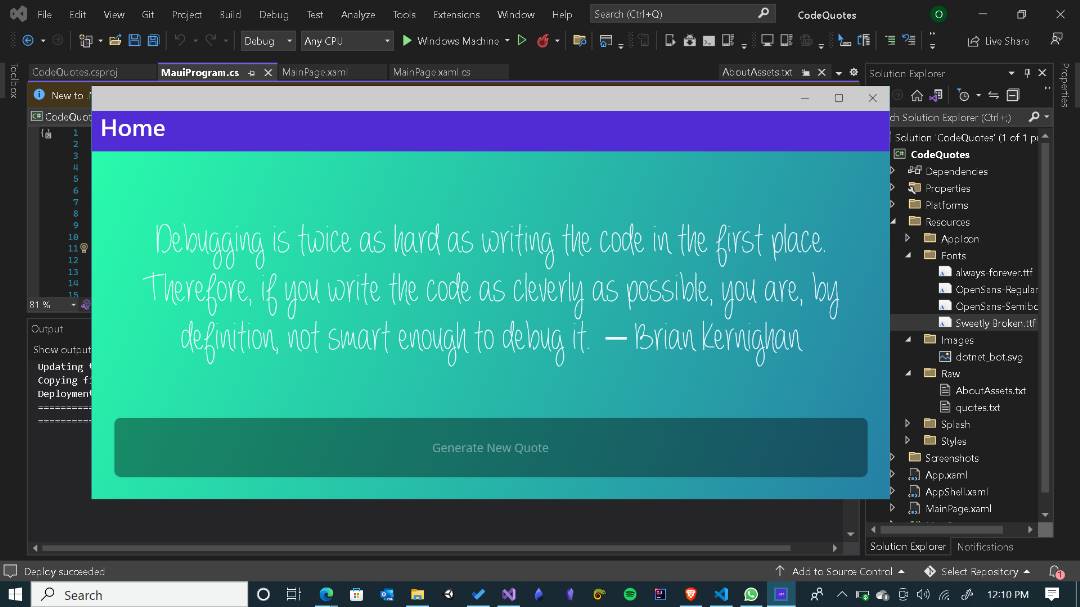 File Edit View Git Project Build Debug Test Analyze Tools Extensions Window Help Search (Ctrl+Q) CodeQuotes O
Debug Any CPU Windows Machine Live Share
Toolbox
CodeQuotes.csproj MauiProgram.cs MainPage.xaml MainPage.xaml.cs AboutAssets.txt
Solution Explorer
Properties
New to
CodeQuot
Search Solution Explorer (Ctrl+;)
1
2
3
4
5
6
7
8
9
10
11
12
13
14
15
81 %
Output
Show output
Updating
Copying fi
Deployment
Home
Debugging is twice as hard as writing the code in the first place.
Therefore, if you write the code as cleverly as possible, you are, by
definition, not smart enough to debug it. — Brian Kernighan
Generate New Quote
Solution 'CodeQuotes' (1 of 1 pr
CodeQuotes
Dependencies
Properties
Platforms
Resources
AppIcon
Fonts
always-forever.ttf
OpenSans-Regular
OpenSans-Semibo
Sweetly Broken.ttf
Images
dotnet_bot.svg
Raw
AboutAssets.txt
quotes.txt
Splash
Styles
Screenshots
App.xaml
AppShell.xaml
MainPage.xaml
Solution Explorer Notifications
Deploy succeeded Add to Source Control Select Repository 1
Search 12:10 PM